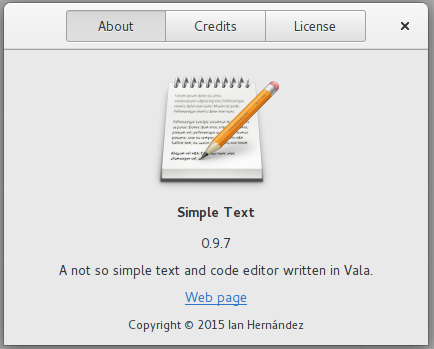 About
Credits
License
Simple Text
0.9.7
A not so simple text and code editor written in Vala.
Web page
Copyright © 2015 Ian Hernández